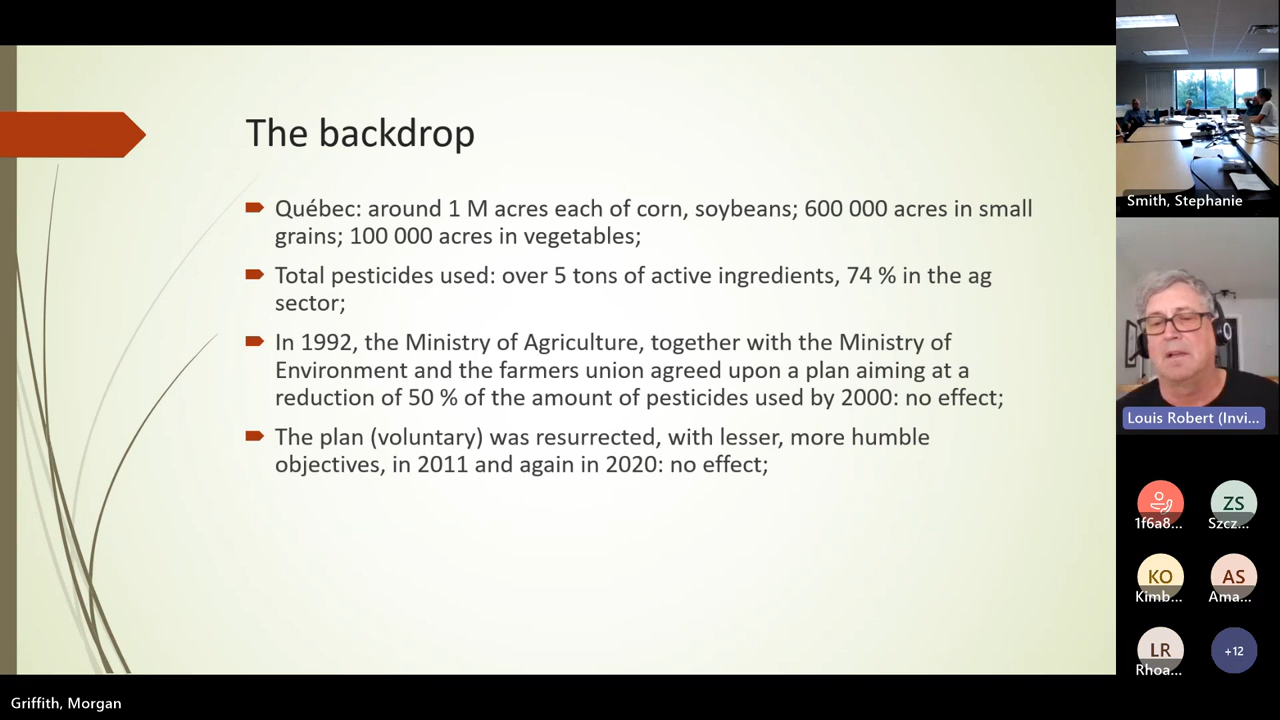 The backdrop
Québec: around 1 M acres each of corn, soybeans; 600 000 acres in small
grains; 100 000 acres in vegetables;
Total pesticides used: over 5 tons of active ingredients, 74 % in the ag
sector;
In 1992, the Ministry of Agriculture, together with the Ministry of
Environment and the farmers union agreed upon a plan aiming at a
reduction of 50 % of the amount of pesticides used by 2000: no effect;
The plan (voluntary) was resurrected, with lesser, more humble
objectives, in 2011 and again in 2020: no effect;
Smith, Stephanie
Louis Robert (Invi...
1f6a8...
ZS
Szcz...
KO
Kimb...
AS
Ama...
LR
Rhoa...
+12
Griffith, Morgan